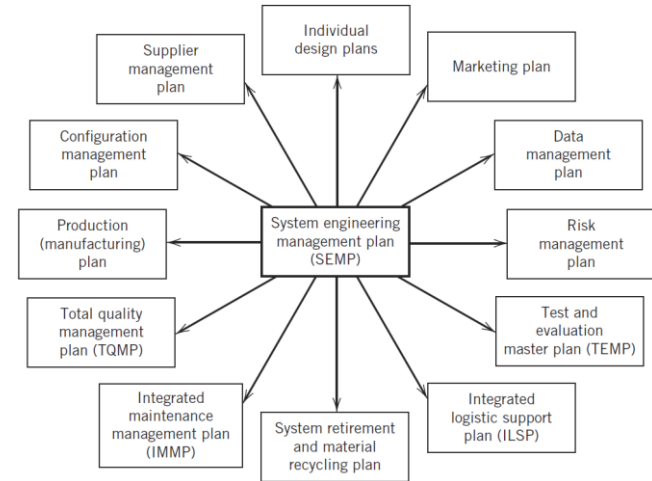 Individual
design plans
Supplier
management
plan
Marketing plan
Configuration
management
plan
Data
management
plan
Production
(manufacturing)
plan
System engineering
management plan
(SEMP)
Risk
management
plan
Total quality
management
plan (TQMP)
Test and
evaluation
master plan (TEMP)
Integrated
maintenance
management plan
(IMMP)
System retirement
and material
recycling plan
Integrated
logistic support
plan (ILSP)